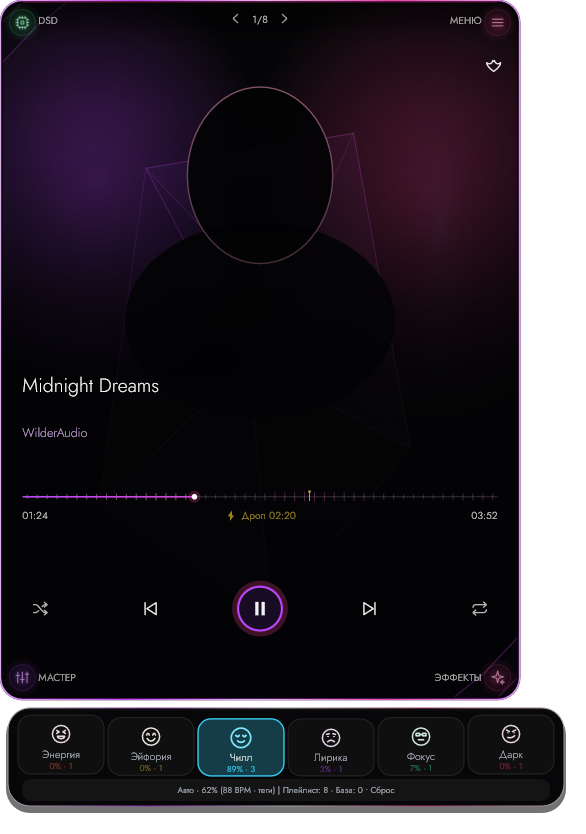 DSD
1/8
МЕНЮ
Midnight Dreams
WilderAudio
01:24
Дроп 02:20
03:52
МАСТЕР
ЭФФЕКТЫ
Энергия
0% · 1
Эйфория
0% · 1
Чилл
89% · 3
Лирика
3% · 1
Фокус
7% · 1
Дарк
0% · 1
Авто · 62% (88 BPM · теги) | Плейлист: 8 · База: 0 · Сброс